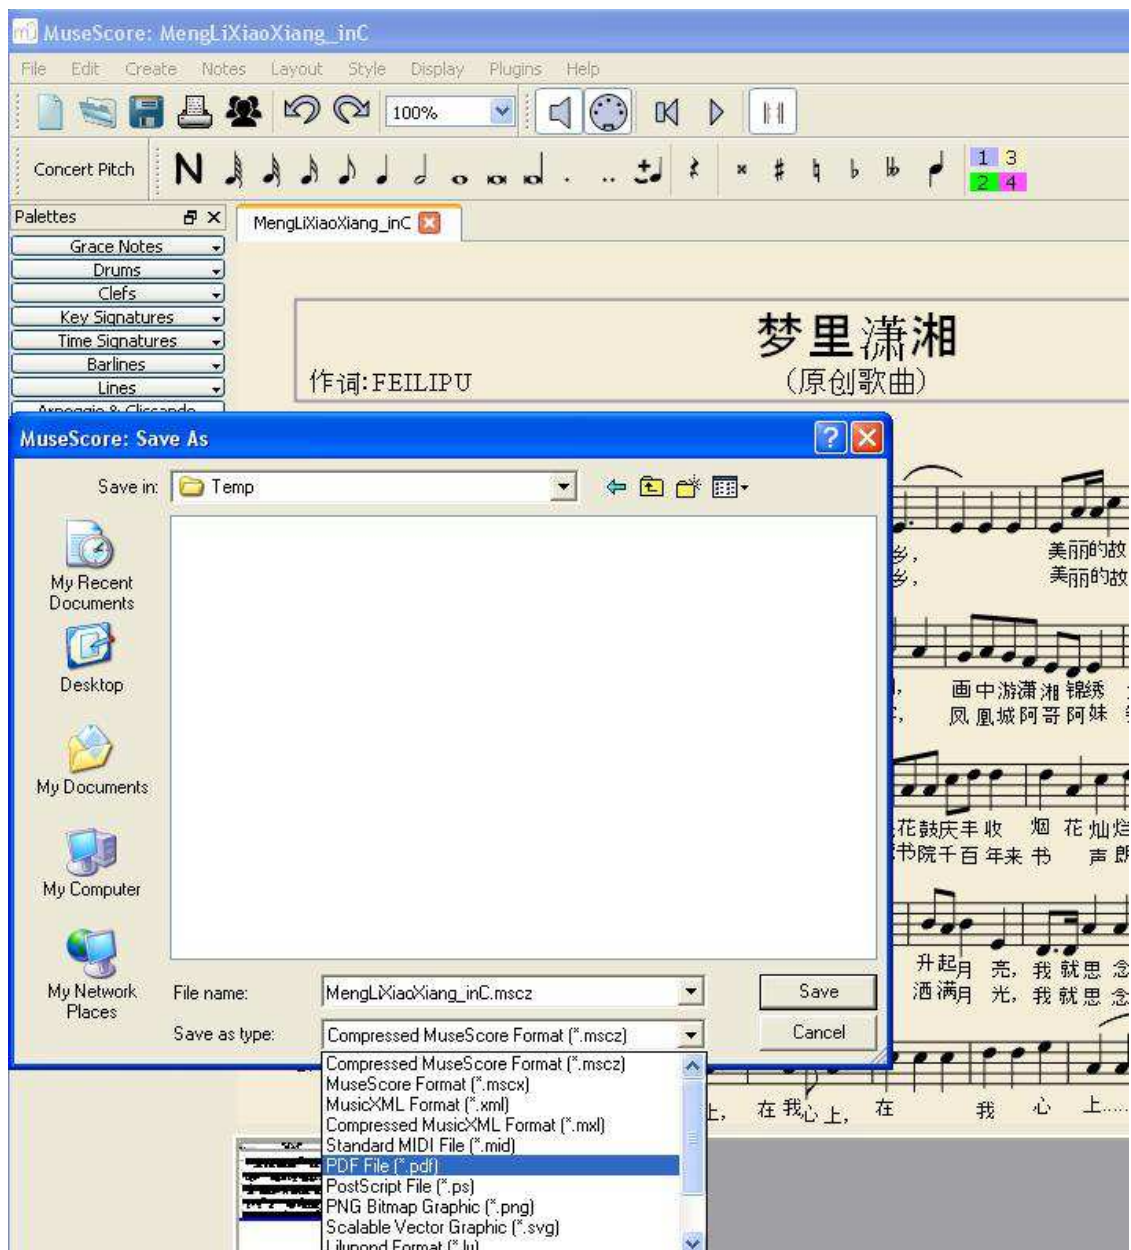 MuseScore: MengLiXiaoXiang_inC
File Edit Create Notes Layout Style Display Plugins Help
100%
Concert Pitch
1 3
2 4
Palettes
MengLiXiaoXiang_inC
Grace Notes
Drums
Clefs
Key Signatures
Time Signatures
Barlines
Lines
梦里潇湘
作词:FEILIPU
(原创歌曲)
MuseScore: Save As
Save in: Temp
My Recent
Documents
Desktop
My Documents
My Computer
My Network
Places
File name: MengLiXiaoXiang_inC.mscz
Save
Save as type: Compressed MuseScore Format (*.mscz)
Cancel
Compressed MuseScore Format (*.mscz)
MuseScore Format (*.mscx)
MusicXML Format (*.xml)
Compressed MusicXML Format (*.mxl)
Standard MIDI File (*.mid)
PDF File (*.pdf)
PostScript File (*.ps)
PNG Bitmap Graphic (*.png)
Scalable Vector Graphic (*.svg)
Lilypond Format (*.ly)
乡, 美丽的故
乡, 美丽的故
画中游潇湘锦绣
凤凰城阿哥阿妹
花鼓庆丰收 烟花灿烂
书院千百年来书 声朗
升起月亮,我就思念
洒满月光,我就思念
上, 在我心上, 在 我 心 上……